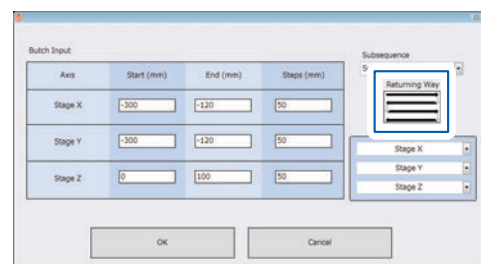 Butch Input
Subsequence
Axis Start (mm) End (mm) Steps (mm)
Returning Way
Stage X -300 -120 50
Stage Y -300 -120 50
Stage Z 0 100 50
Stage X
Stage Y
Stage Z
OK Cancel